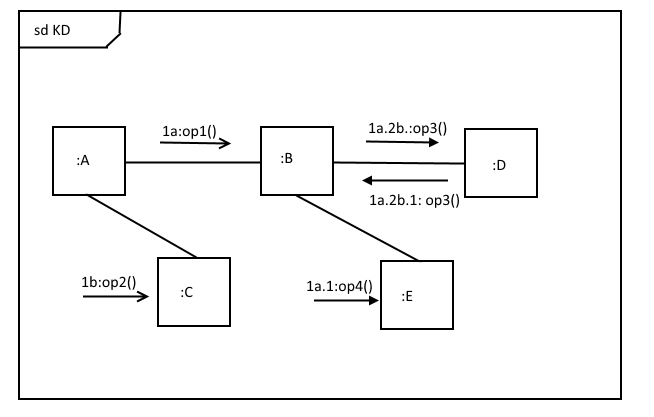 sd KD
1a:op1()
1a.2b.:op3()
:A
:B
:D
1a.2b.1: op3()
1b:op2()
:C
1a.1:op4()
:E